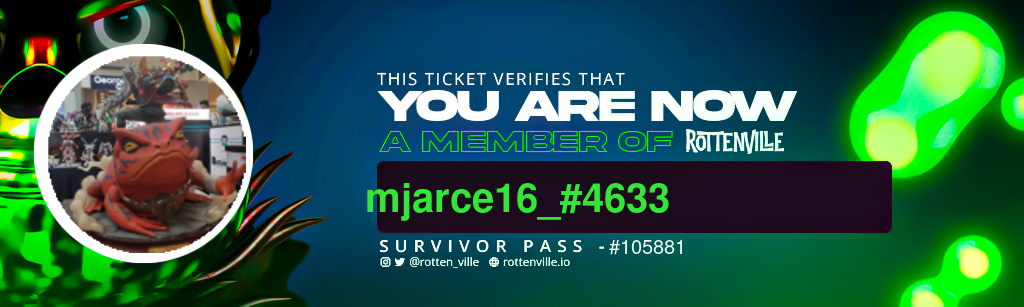 THIS TICKET VERIFIES THAT
YOU ARE NOW
A MEMBER OF ROTTENVILLE
mjarce16_#4633
SURVIVOR PASS - #105881
@rotten_ville rottenville.io